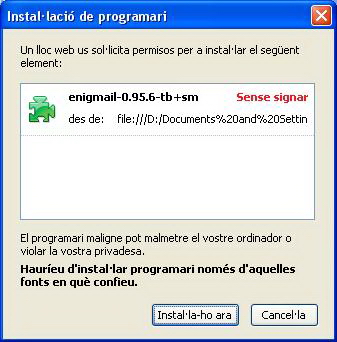 Instal·lació de programari
Un lloc web us sol·licita permisos per a instal·lar el següent
element:
enigmail-0.95.6-tb+sm Sense signar
des de: file:///D:/Documents%20and%20Settin
El programari maligne pot malmetre el vostre ordinador o
violar la vostra privadesa.
Hauríeu d'instal·lar programari només d'aquelles
fonts en què confieu.
Instal·la-ho ara Cancel·la